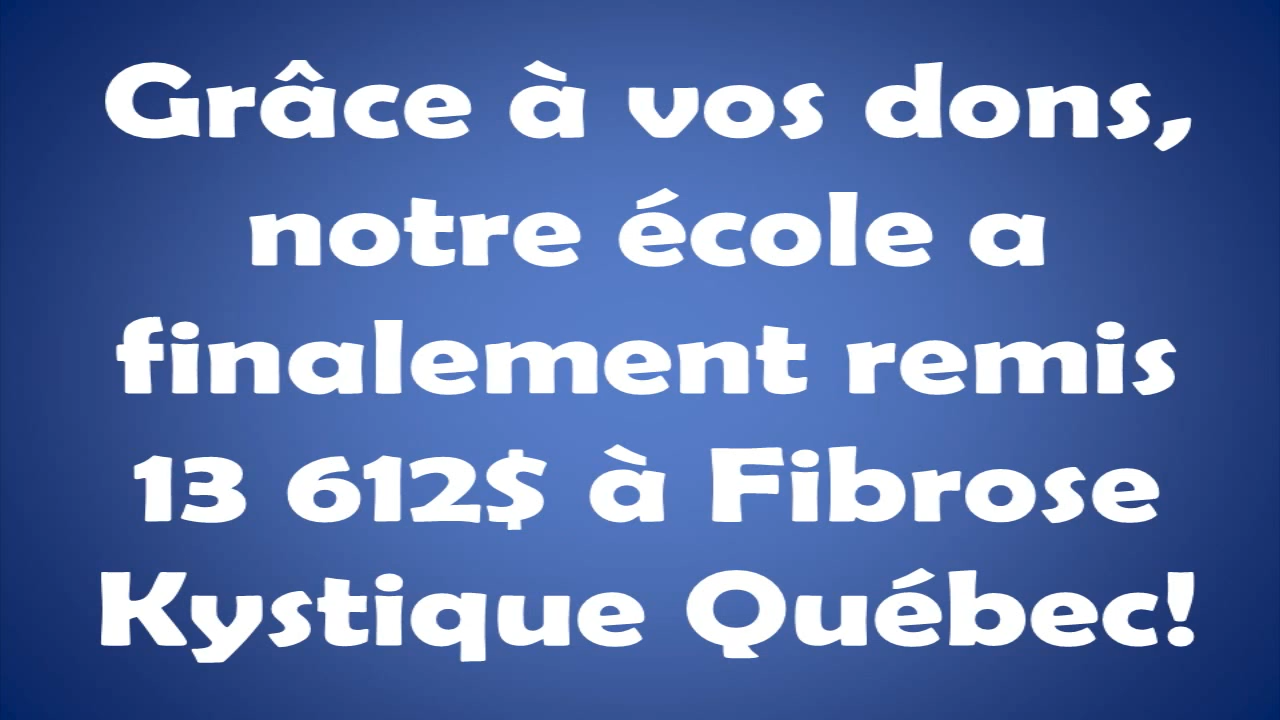 Grâce à vos dons,
notre école a
finalement remis
13 612$ à Fibrose
Kystique Québec!